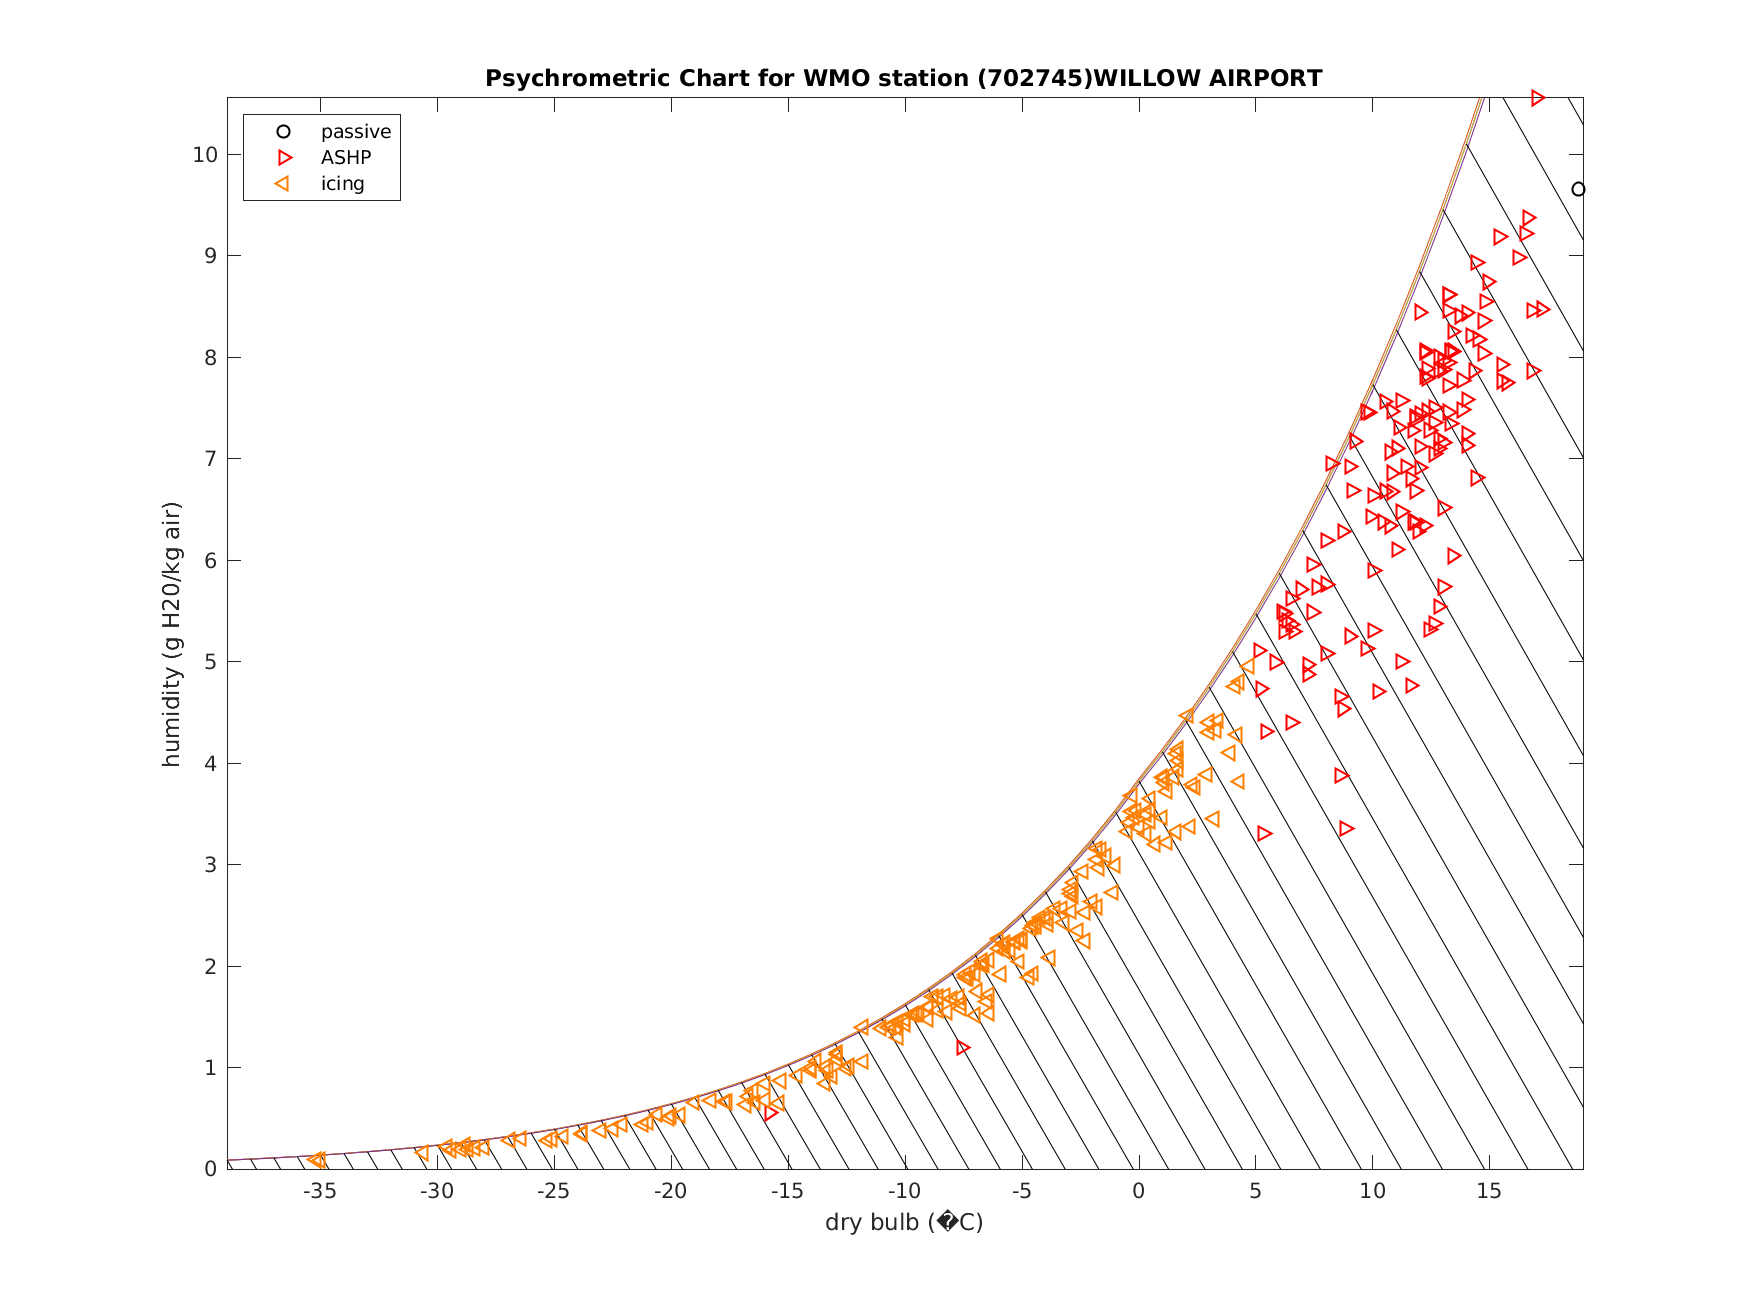 Psychrometric Chart for WMO station (702745)WILLOW AIRPORT
passive
ASHP
icing
10
9
8
7
6
5
4
3
2
1
0
humidity (g H20/kg air)
-35 -30 -25 -20 -15 -10 -5 0 5 10 15
dry bulb (�C)